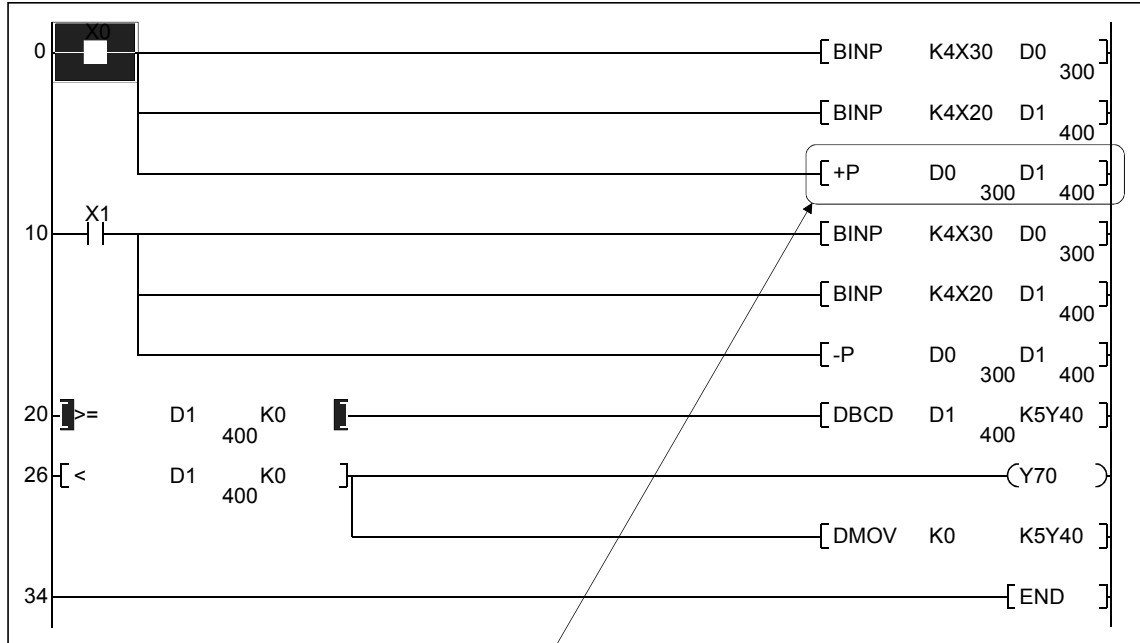 X0
0 BINP K4X30 D0
300
BINP K4X20 D1
400
+P D0 D1
300 400
X1
10 BINP K4X30 D0
300
BINP K4X20 D1
400
-P D0 D1
300 400
20 >= D1 K0 DBCD D1 K5Y40
400 400
26 < D1 K0 Y70
400
DMOV K0 K5Y40
34 END